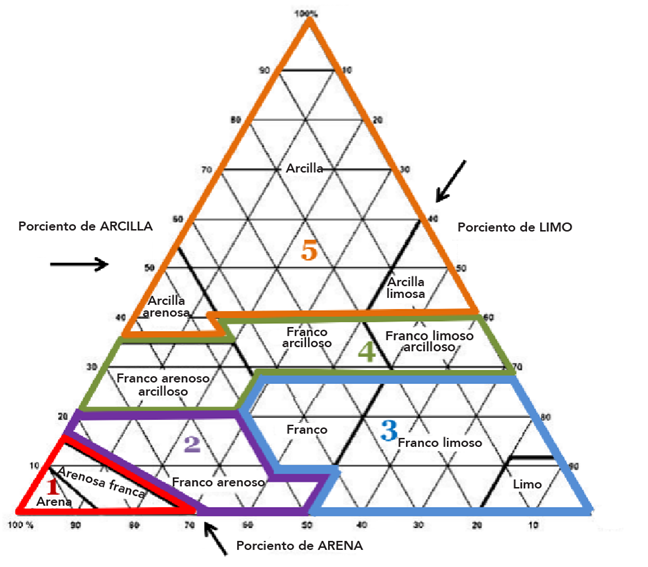 100%
90
10
80
20
70
Arcilla
30
Porciento de ARCILLA
60
40
Porciento de LIMO
5
50
Arcilla
limosa
50
Arcilla
arenosa
40
60
Franco
arcilloso
4
Franco limoso
arcilloso
30
70
Franco arenoso
arcilloso
20
80
2
Franco
3
Franco limoso
10
Arenosa franca
1
Arena
Franco arenoso
Limo
100 %
90
80
70
60
40
30
20
10
Porciento de ARENA